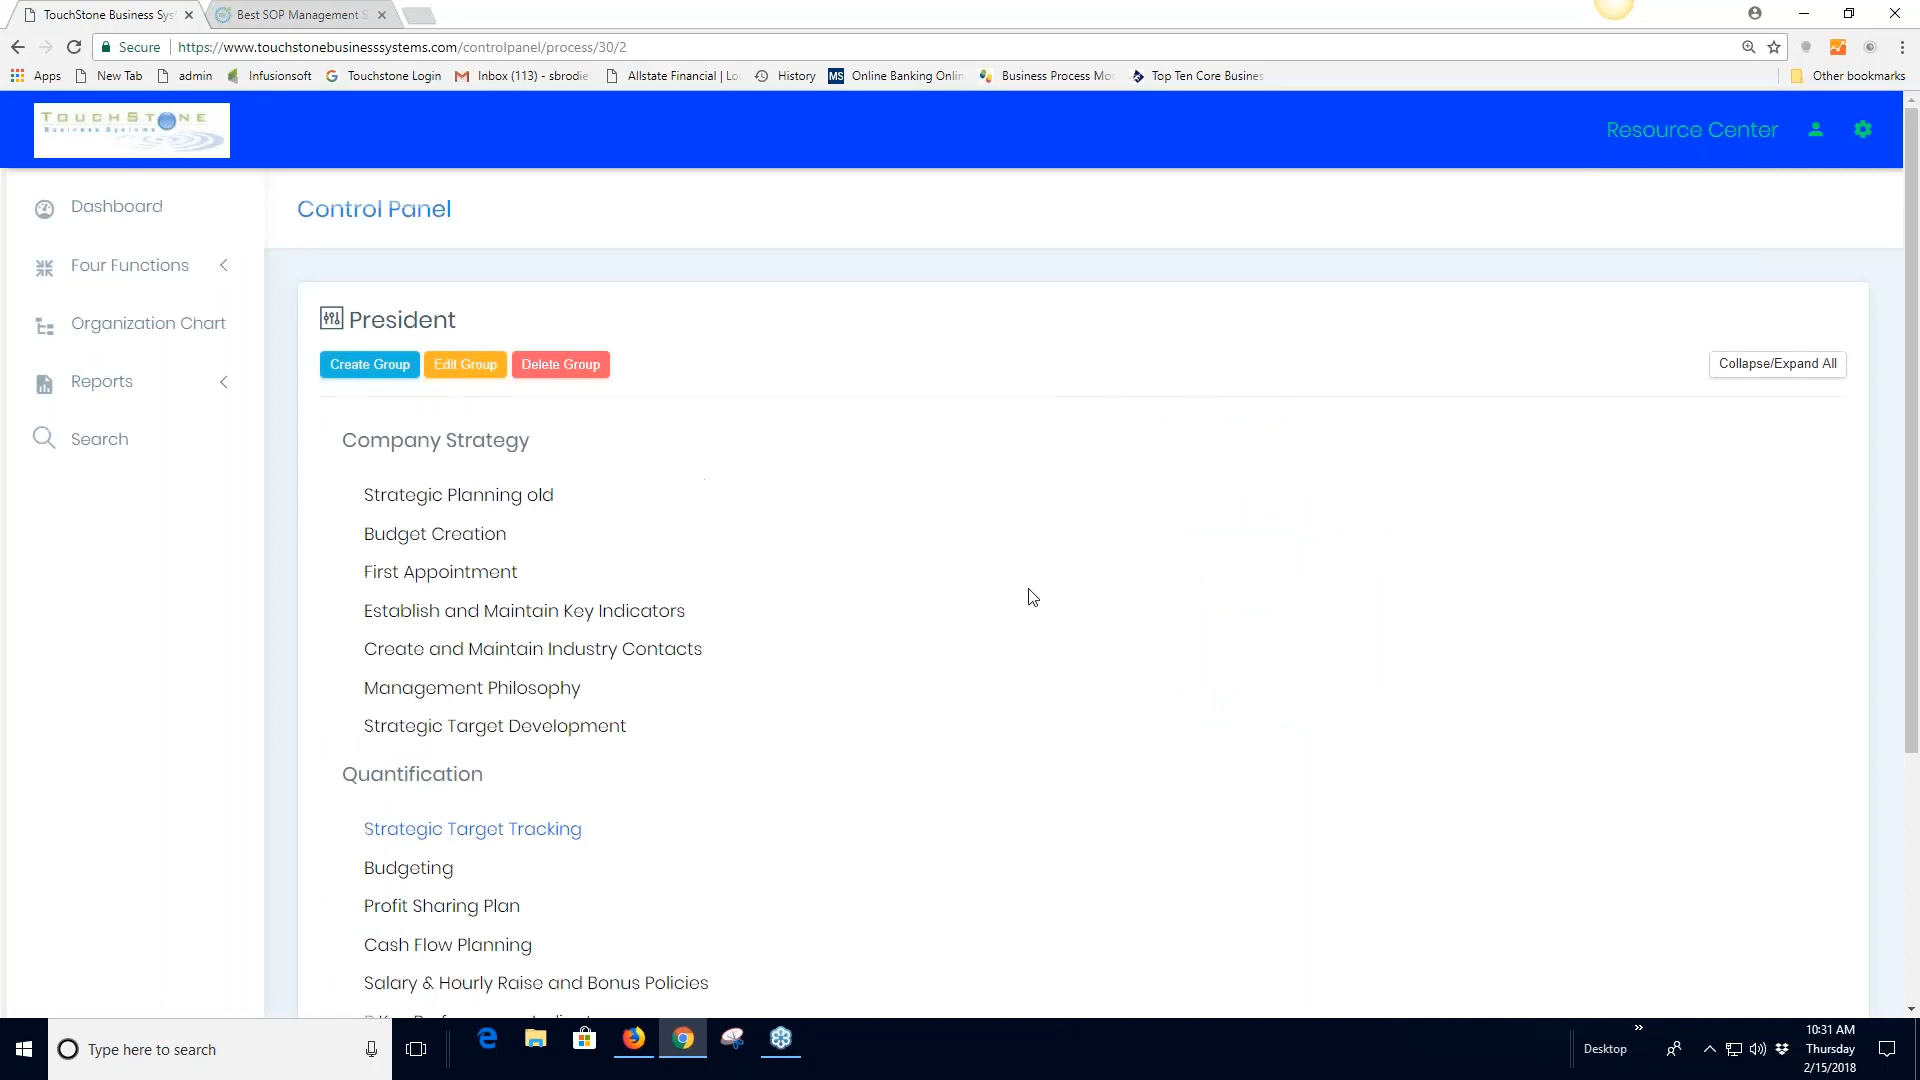 TouchStone Business Sys
Best SOP Management S
Secure
https://www.touchstonebusinesssystems.com/controlpanel/process/30/2
Apps
New Tab
admin
Infusionsoft
Touchstone Login
Inbox (113) - sbrodie
Allstate Financial | Lo
History
MS
Online Banking Onlin
Business Process Mo
Top Ten Core Busines
Other bookmarks
TOUCHSTONE
Business Systems
Resource Center
Dashboard
Four Functions
Organization Chart
Reports
Search
Control Panel
President
Create Group
Edit Group
Delete Group
Collapse/Expand All
Company Strategy
Strategic Planning old
Budget Creation
First Appointment
Establish and Maintain Key Indicators
Create and Maintain Industry Contacts
Management Philosophy
Strategic Target Development
Quantification
Strategic Target Tracking
Budgeting
Profit Sharing Plan
Cash Flow Planning
Salary & Hourly Raise and Bonus Policies
Type here to search
Desktop
10:31 AM
Thursday
2/15/2018